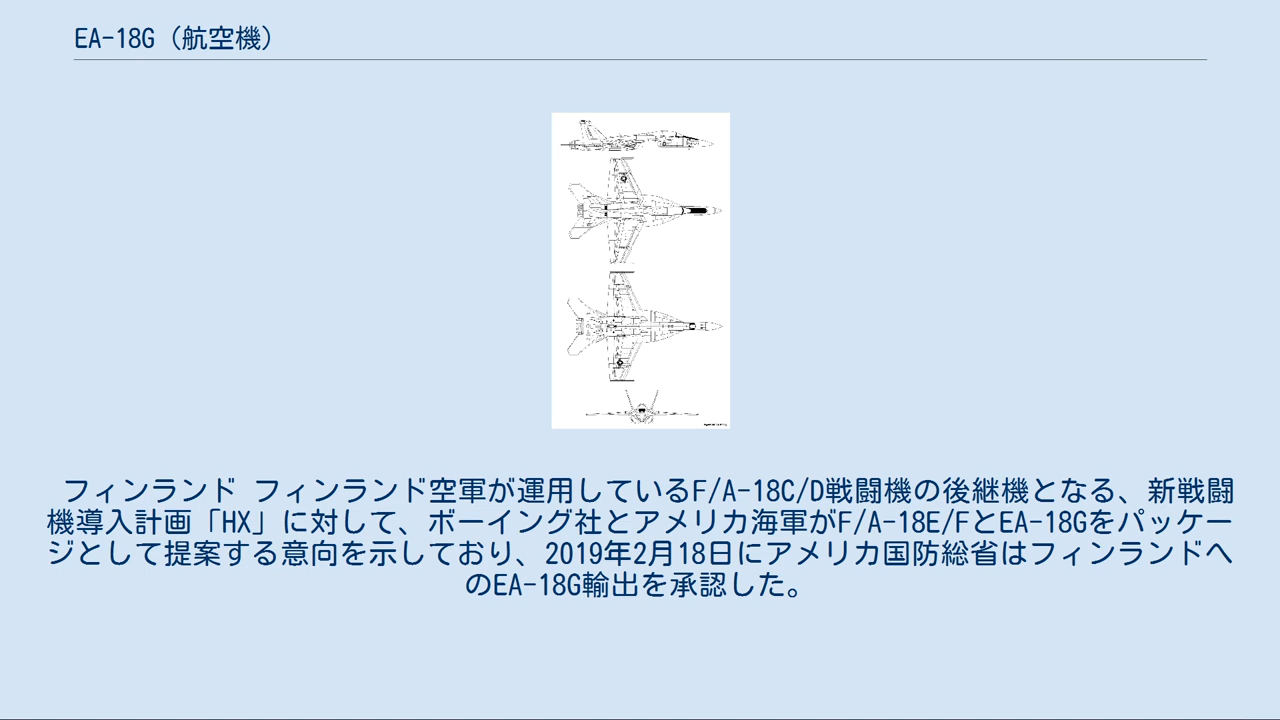 EA-18G（航空機）
フィンランド フィンランド空軍が運用しているF/A-18C/D戦闘機の後継機となる、新戦闘
機導入計画「HX」に対して、ボーイング社とアメリカ海軍がF/A-18E/FとEA-18Gをパッケー
ジとして提案する意向を示しており、2019年2月18日にアメリカ国防総省はフィンランドへ
のEA-18G輸出を承認した。